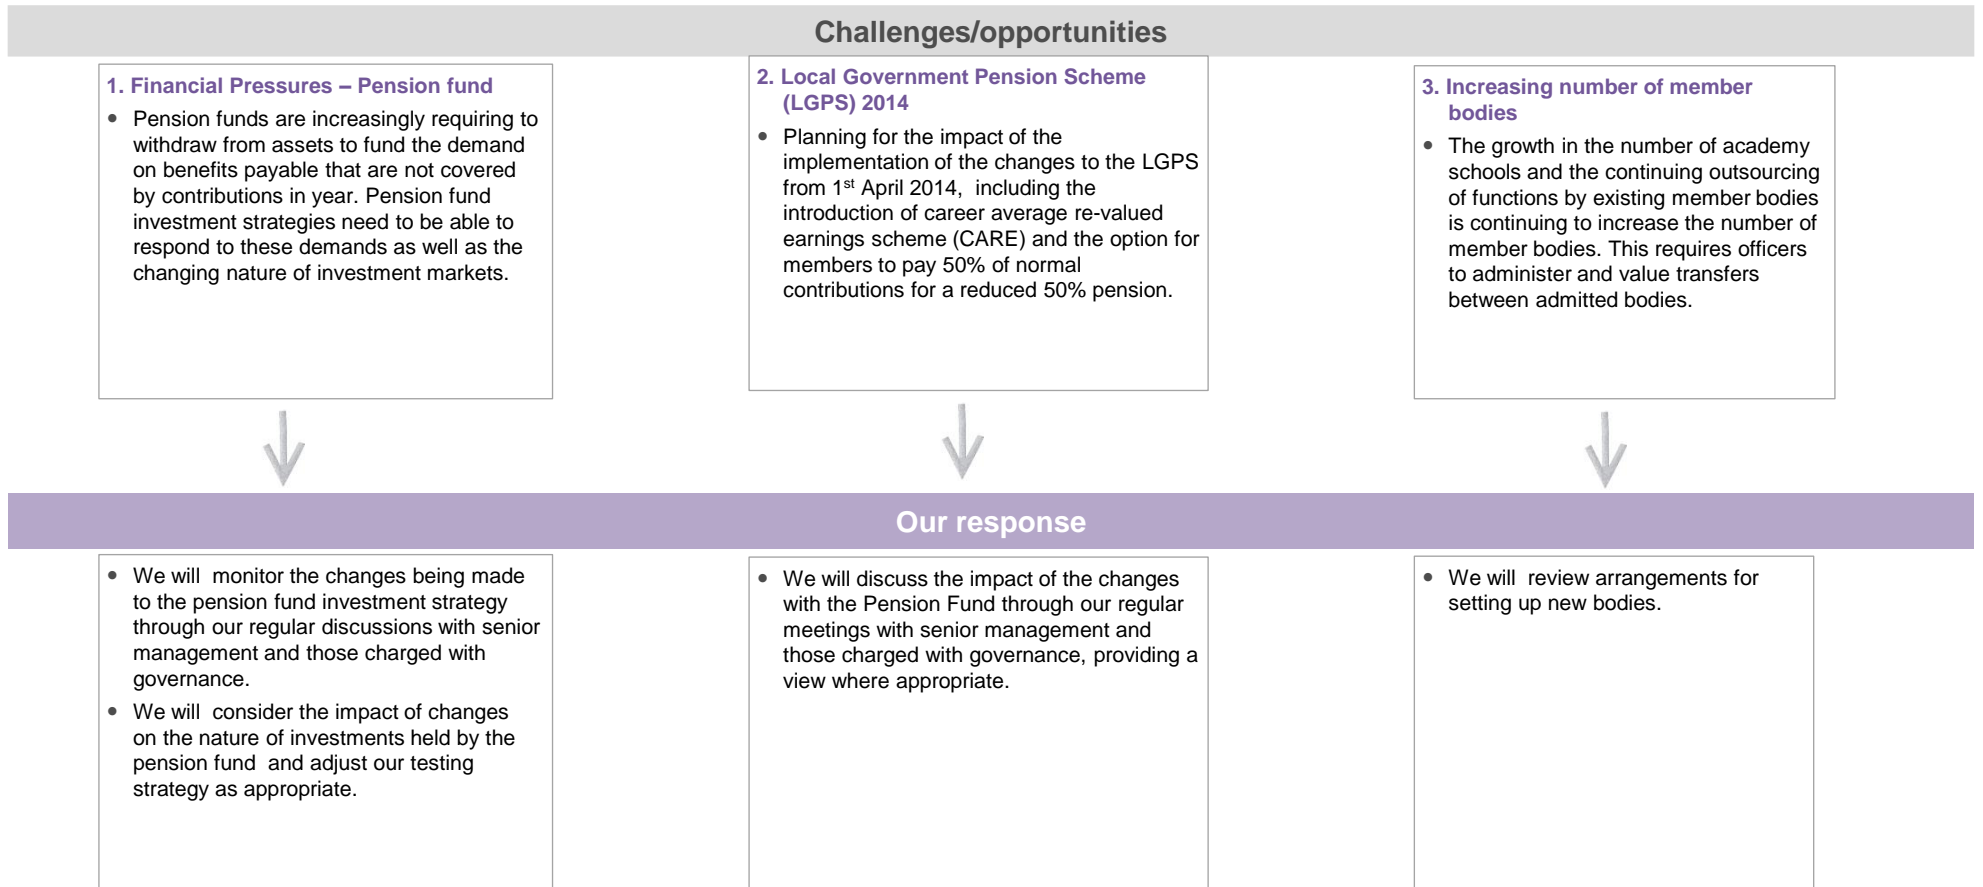 Challenges/opportunities
1. Financial Pressures – Pension fund
• Pension funds are increasingly requiring to
withdraw from assets to fund the demand
on benefits payable that are not covered
by contributions in year. Pension fund
investment strategies need to be able to
respond to these demands as well as the
changing nature of investment markets.
2. Local Government Pension Scheme
(LGPS) 2014
• Planning for the impact of the
implementation of the changes to the LGPS
from 1st April 2014, including the
introduction of career average re-valued
earnings scheme (CARE) and the option for
members to pay 50% of normal
contributions for a reduced 50% pension.
3. Increasing number of member
bodies
• The growth in the number of academy
schools and the continuing outsourcing
of functions by existing member bodies
is continuing to increase the number of
member bodies. This requires officers
to administer and value transfers
between admitted bodies.
Our response
• We will monitor the changes being made
to the pension fund investment strategy
through our regular discussions with senior
management and those charged with
governance.
• We will consider the impact of changes
on the nature of investments held by the
pension fund and adjust our testing
strategy as appropriate.
• We will discuss the impact of the changes
with the Pension Fund through our regular
meetings with senior management and
those charged with governance, providing a
view where appropriate.
• We will review arrangements for
setting up new bodies.